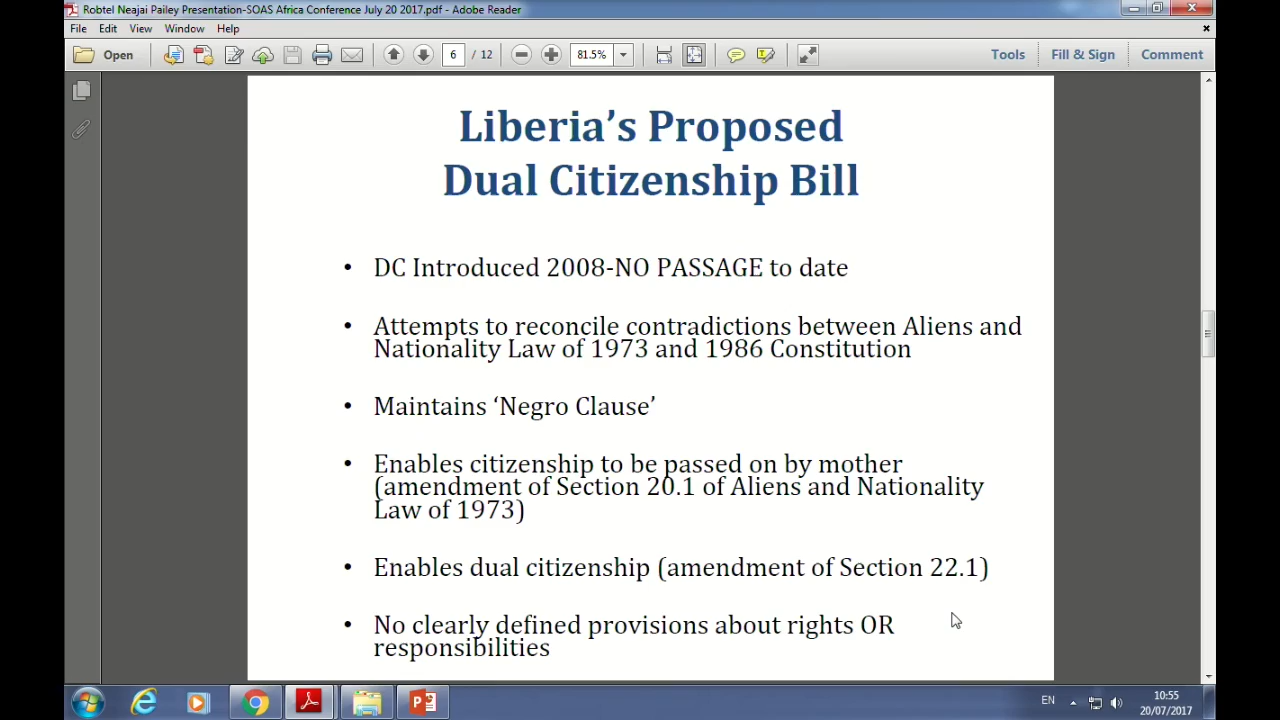 Robtel Neajai Pailey Presentation-SOAS Africa Conference July 20 2017.pdf - Adobe Reader
File Edit View Window Help
Open 6 / 12 81.5% Tools Fill & Sign Comment
Liberia’s Proposed
Dual Citizenship Bill
• DC Introduced 2008-NO PASSAGE to date
• Attempts to reconcile contradictions between Aliens and
Nationality Law of 1973 and 1986 Constitution
• Maintains ‘Negro Clause’
• Enables citizenship to be passed on by mother
(amendment of Section 20.1 of Aliens and Nationality
Law of 1973)
• Enables dual citizenship (amendment of Section 22.1)
• No clearly defined provisions about rights OR
responsibilities
EN 10:55
20/07/2017